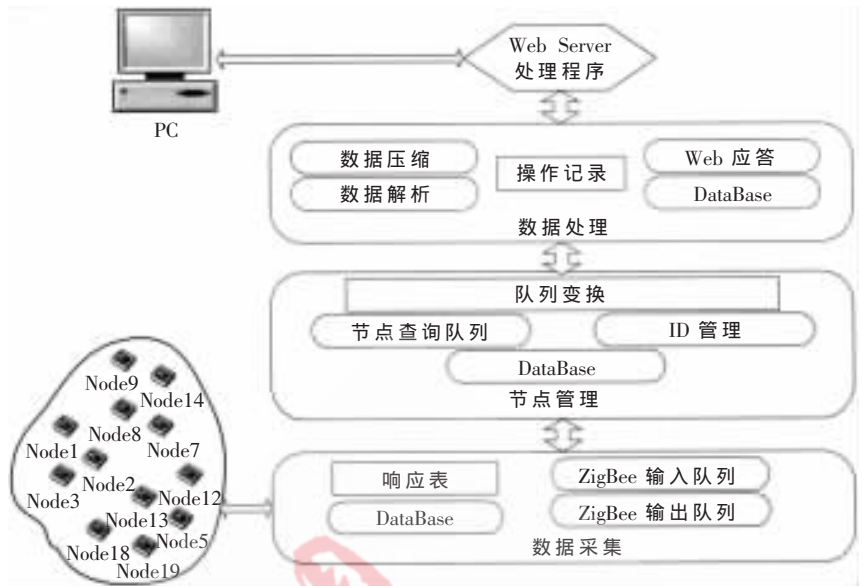 Web Server
处理程序
PC
数据压缩
操作记录
Web 应答
数据解析
DataBase
数据处理
队列变换
节点查询队列
ID 管理
DataBase
节点管理
Node9
Node14
Node8
Node1
Node7
Node2
Node3
Node12
Node13
Node5
Node18
Node19
响应表
ZigBee 输入队列
DataBase
ZigBee 输出队列
数据采集